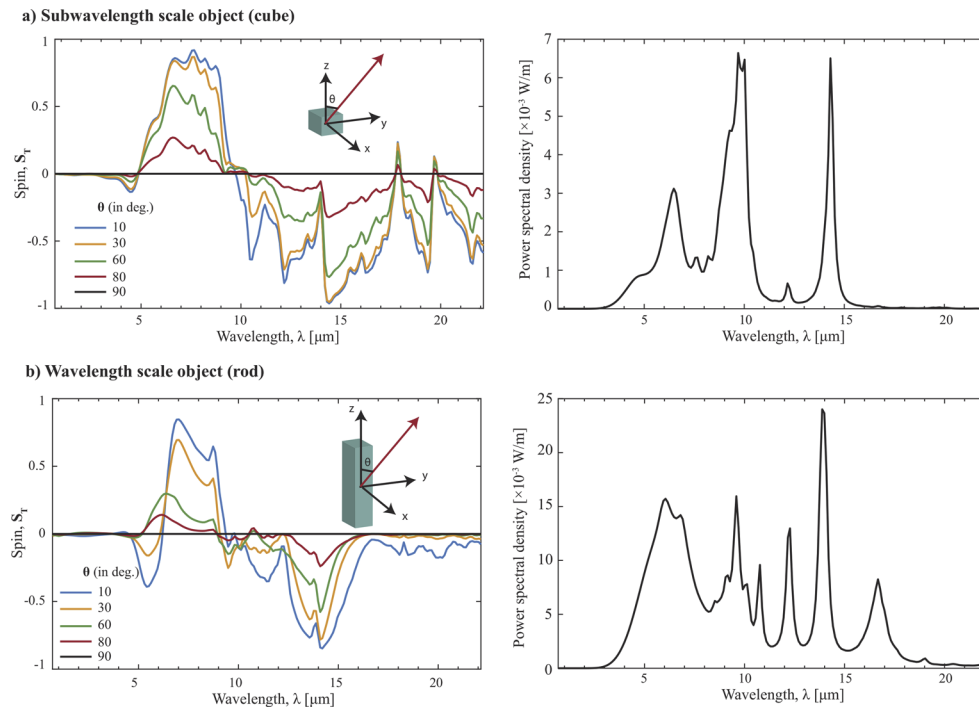 a) Subwavelength scale object (cube)
1
0.5
0
-0.5
-1
Spin, S_T
5
10
15
20
Wavelength, λ [μm]
θ (in deg.)
10
30
60
80
90
z
θ
y
x
7
6
5
4
3
2
1
0
Power spectral density [×10⁻³ W/m]
5
10
15
20
Wavelength, λ [μm]
b) Wavelength scale object (rod)
1
0.5
0
-0.5
-1
Spin, S_T
5
10
15
20
Wavelength, λ [μm]
θ (in deg.)
10
30
60
80
90
z
θ
y
x
25
20
15
10
5
0
Power spectral density [×10⁻³ W/m]
5
10
15
20
Wavelength, λ [μm]